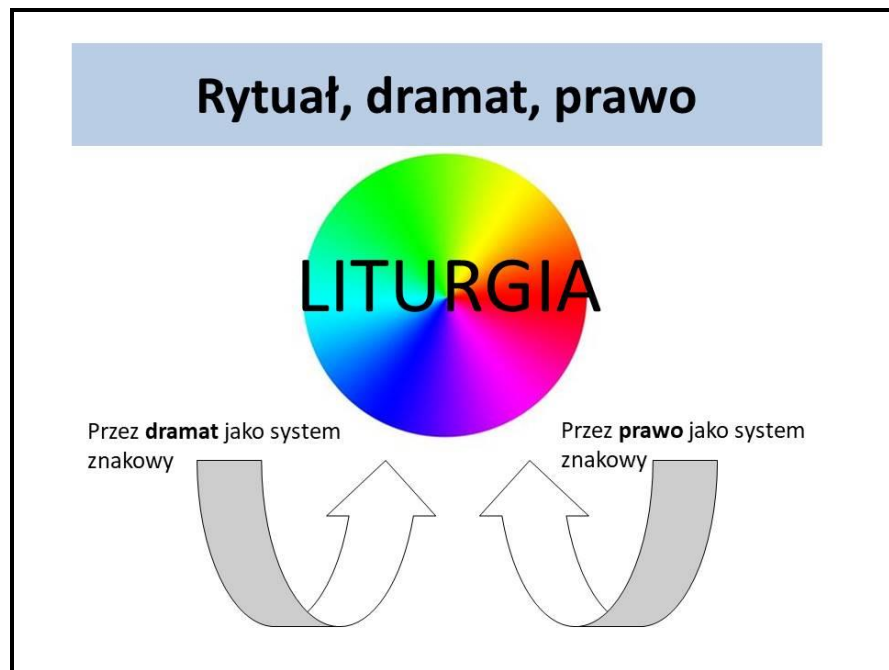 Rytuał, dramat, prawo
LITURGIA
Przez dramat jako system
znakowy
Przez prawo jako system
znakowy